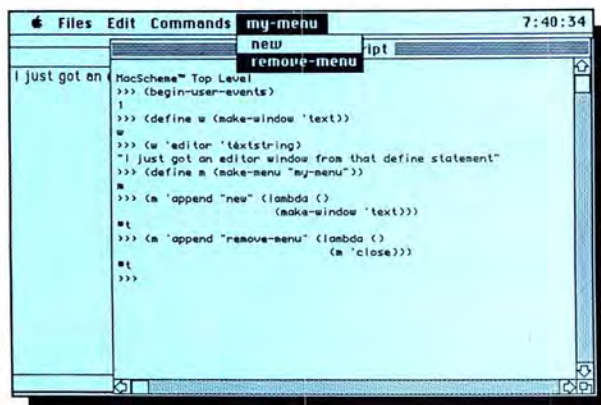 Files Edit Commands my-menu 7:40:34
new
remove-menu
ript
I just got an e
MacScheme™ Top Level
>>> (begin-user-events)
1
>>> (define w (make-window 'text))
w
>>> (w 'editor 'textstring)
"I just got an editor window from that define statement"
>>> (define m (make-menu "my-menu"))
m
>>> (m 'append "new" (lambda ()
(make-window 'text)))
#t
>>> (m 'append "remove-menu" (lambda ()
(m 'close)))
#t
>>>